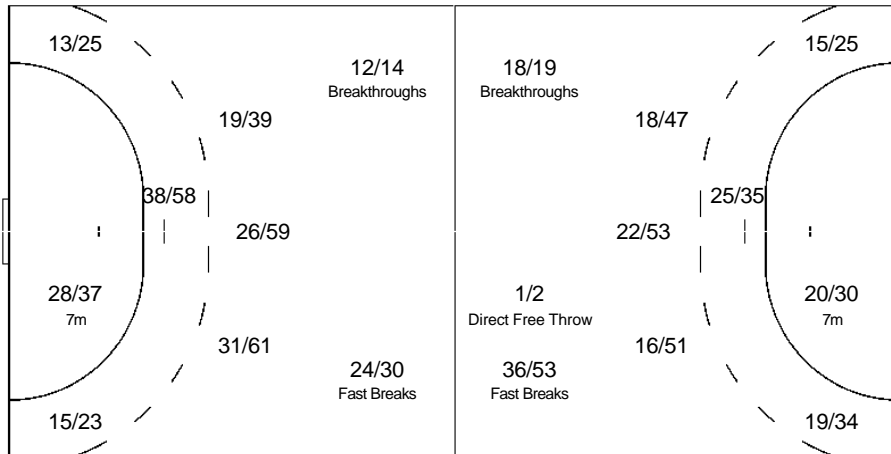 13/25
15/25
12/14
Breakthroughs
18/19
Breakthroughs
19/39
18/47
38/58
25/35
26/59
22/53
28/37
7m
1/2
Direct Free Throw
20/30
7m
31/61
16/51
24/30
Fast Breaks
36/53
Fast Breaks
15/23
19/34